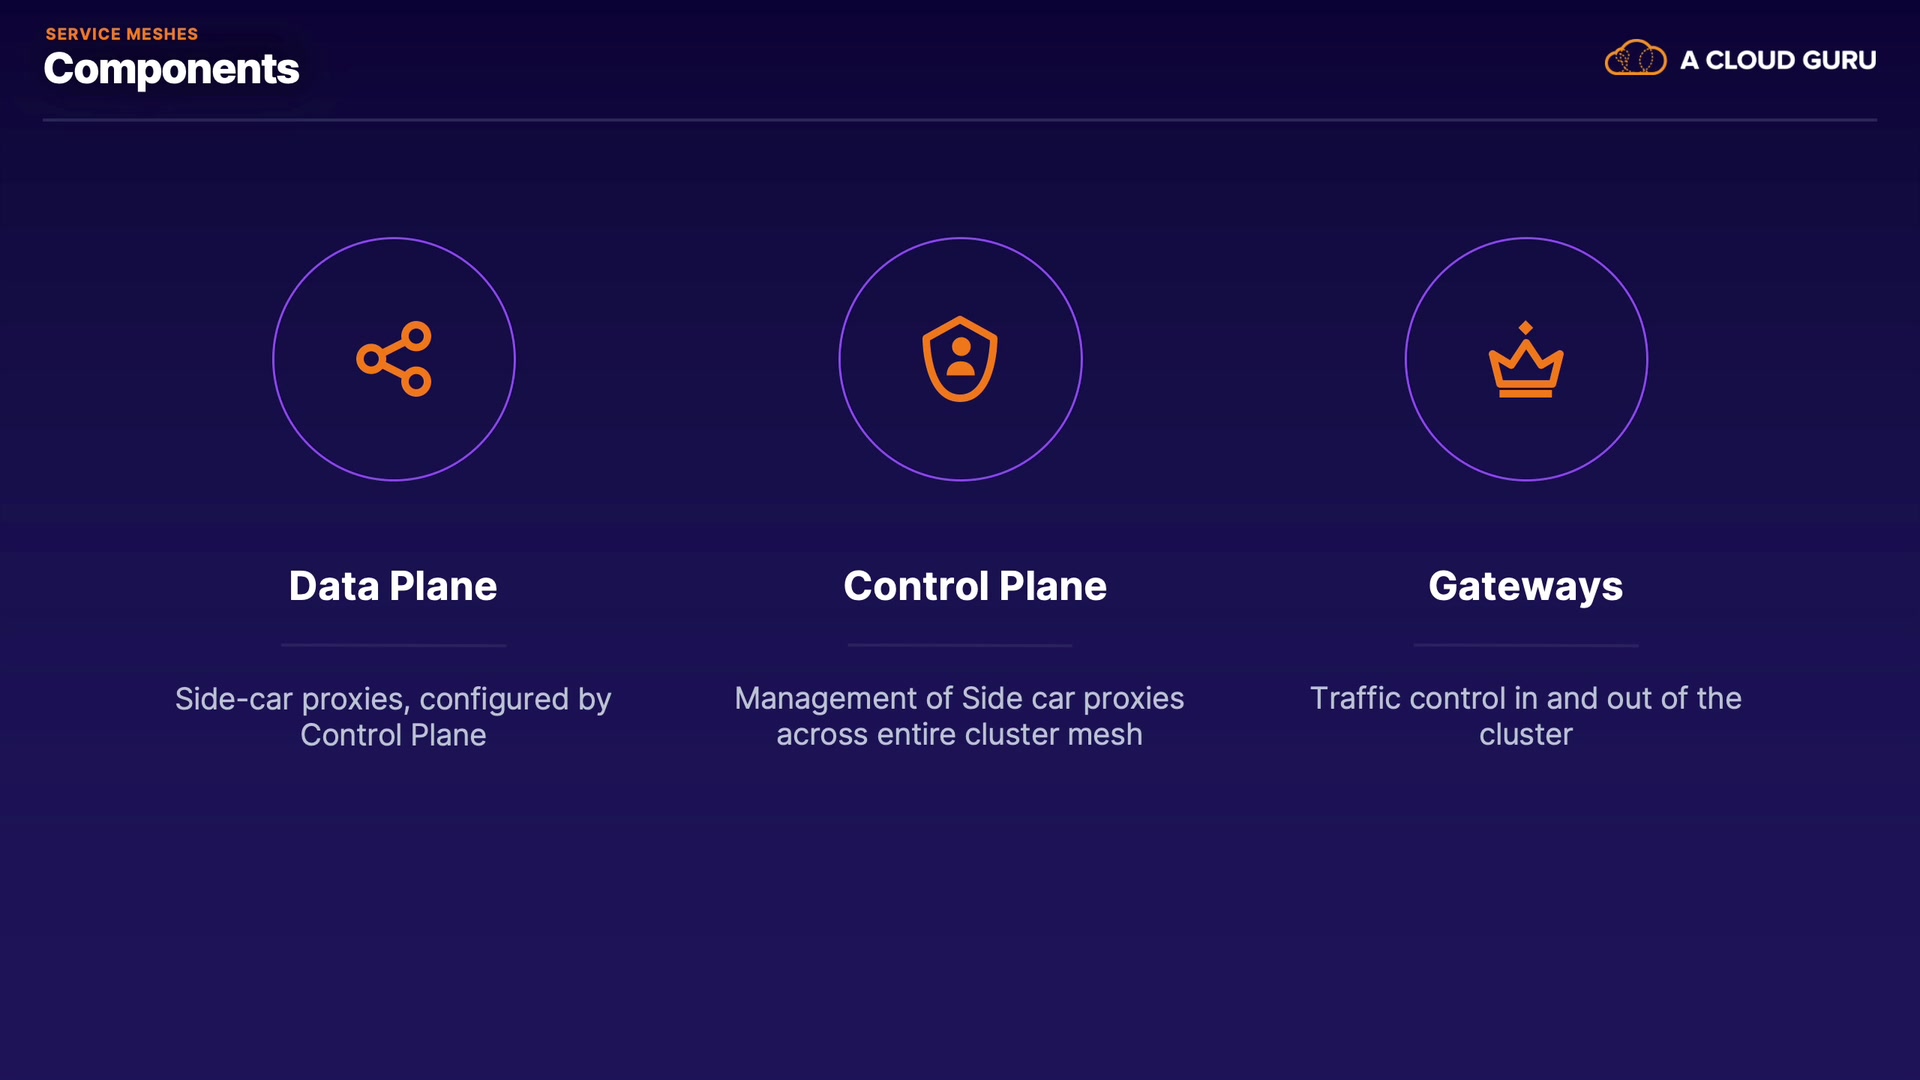 SERVICE MESHES
Components
A CLOUD GURU
Data Plane
Side-car proxies, configured by
Control Plane
Control Plane
Management of Side car proxies
across entire cluster mesh
Gateways
Traffic control in and out of the
cluster